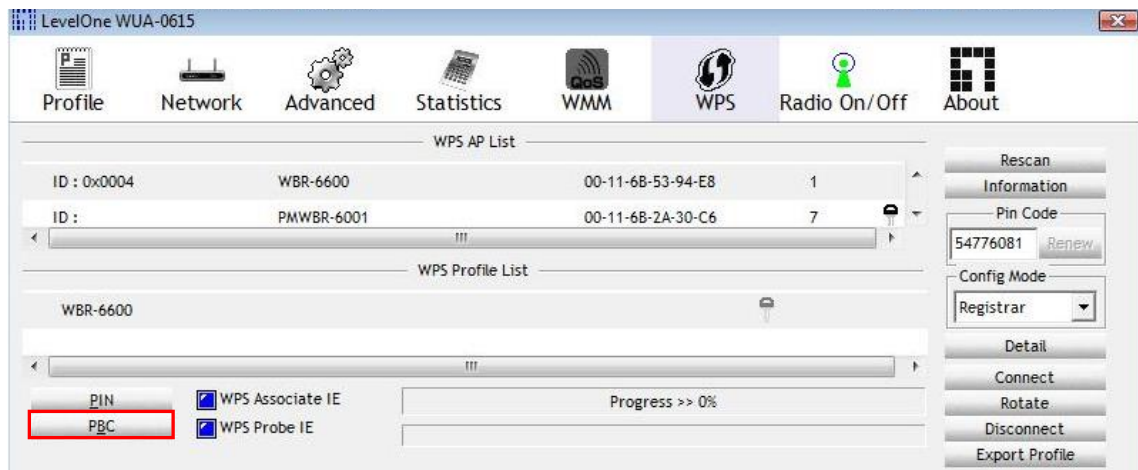 LevelOne WUA-0615
Profile Network Advanced Statistics QoS WMM WPS Radio On/Off About
WPS AP List
ID : 0x0004 WBR-6600 00-11-6B-53-94-E8 1
ID : PMWBR-6001 00-11-6B-2A-30-C6 7
WPS Profile List
WBR-6600
PIN
PBC
WPS Associate IE
WPS Probe IE
Progress >> 0%
Rescan
Information
Pin Code
54776081 Renew
Config Mode
Registrar
Detail
Connect
Rotate
Disconnect
Export Profile